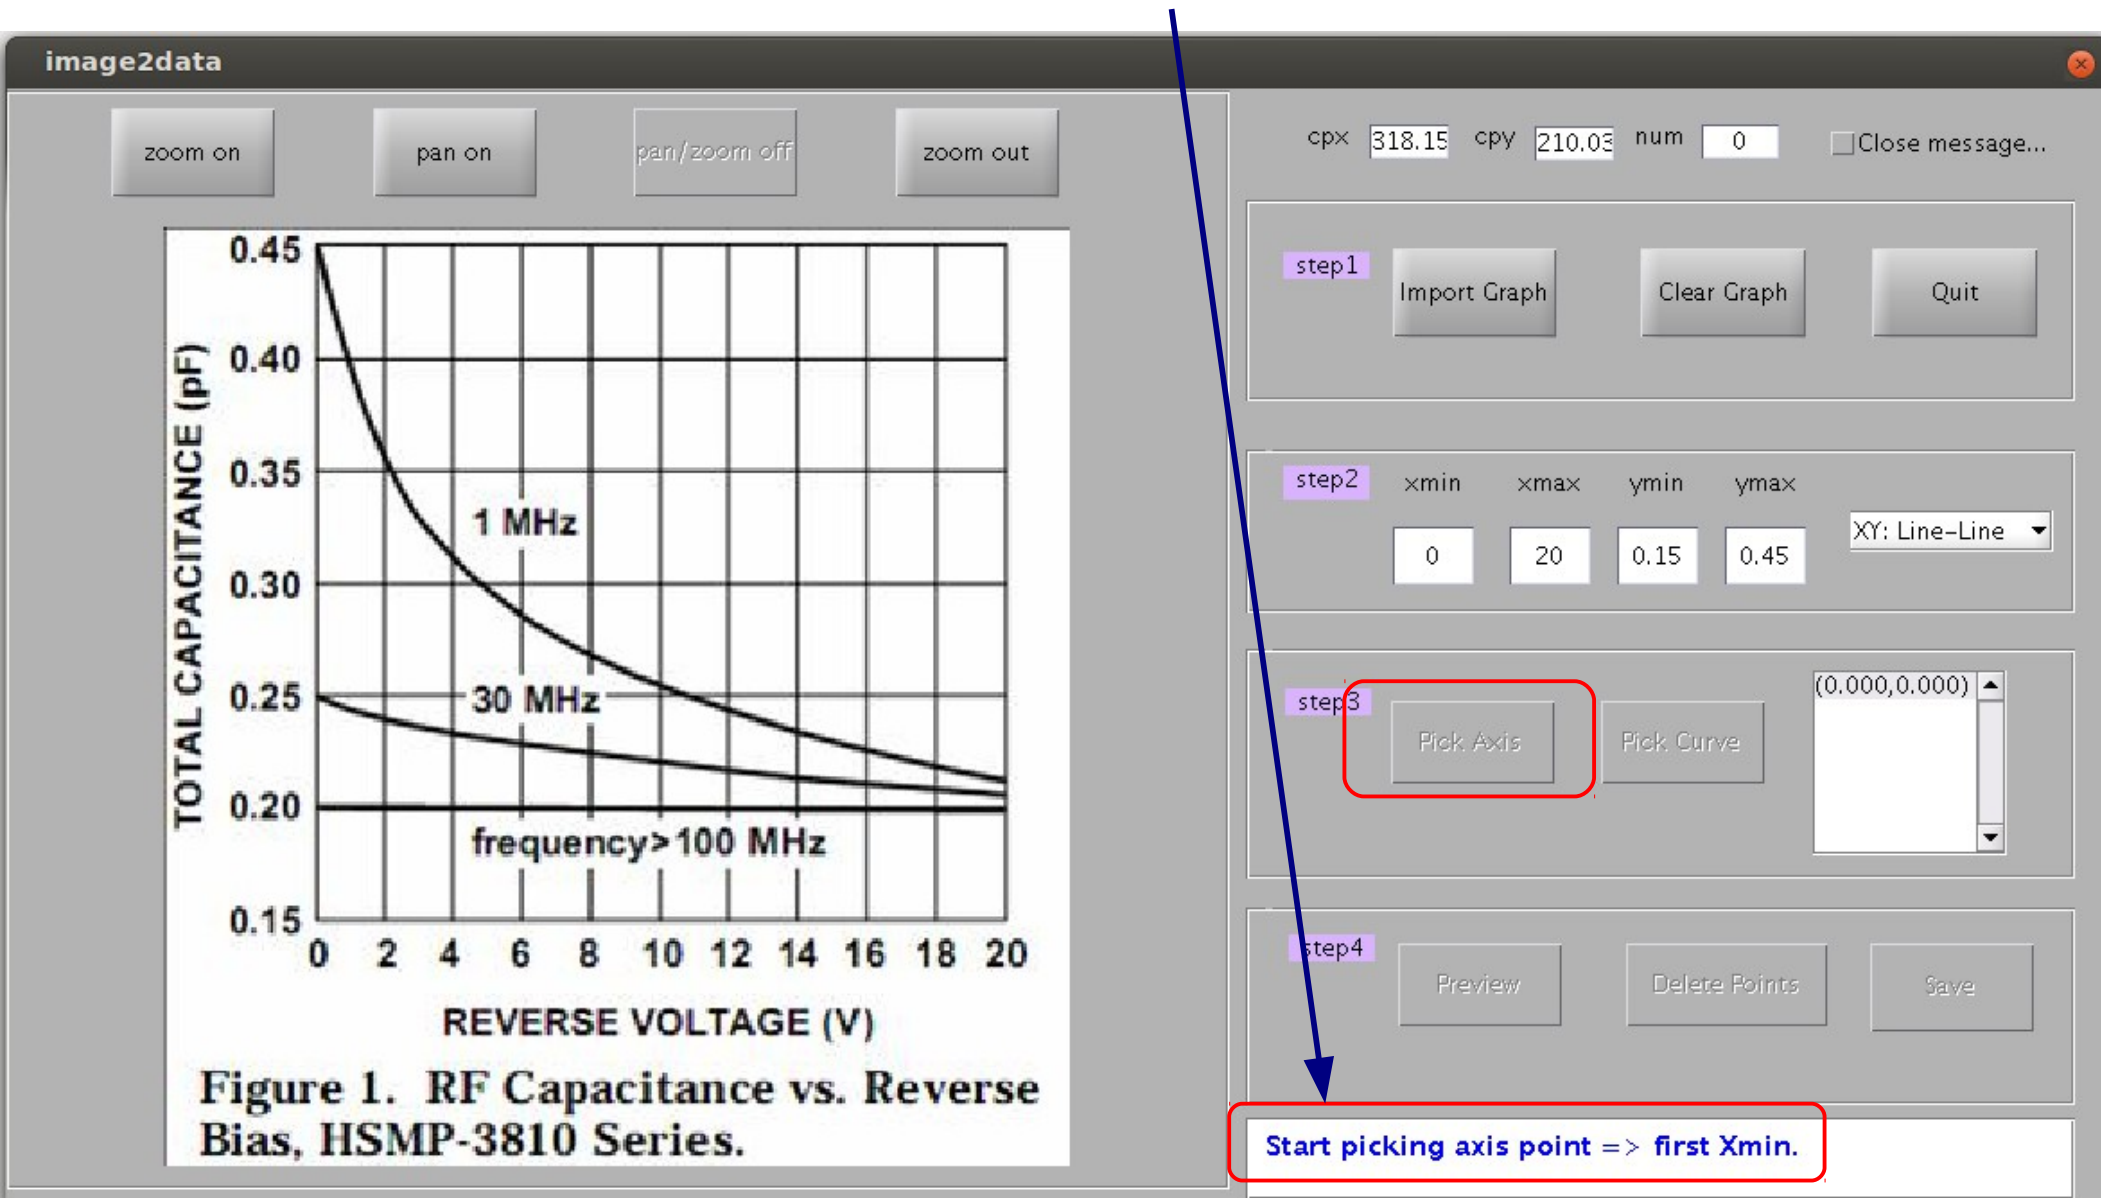 image2data
zoom on
pan on
pan/zoom off
zoom out
cpx 318.15 cpy 210.03 num 0
Close message...
0.45
0.40
0.35
0.30
0.25
0.20
0.15
TOTAL CAPACITANCE (pF)
1 MHz
30 MHz
frequency>100 MHz
0 2 4 6 8 10 12 14 16 18 20
REVERSE VOLTAGE (V)
Figure 1. RF Capacitance vs. Reverse
Bias, HSMP-3810 Series.
step1
Import Graph
Clear Graph
Quit
step2
xmin xmax ymin ymax
0 20 0.15 0.45
XY: Line-Line
step3
Pick Axis
Pick Curve
(0.000,0.000)
step4
Preview
Delete Points
Save
Start picking axis point => first Xmin.